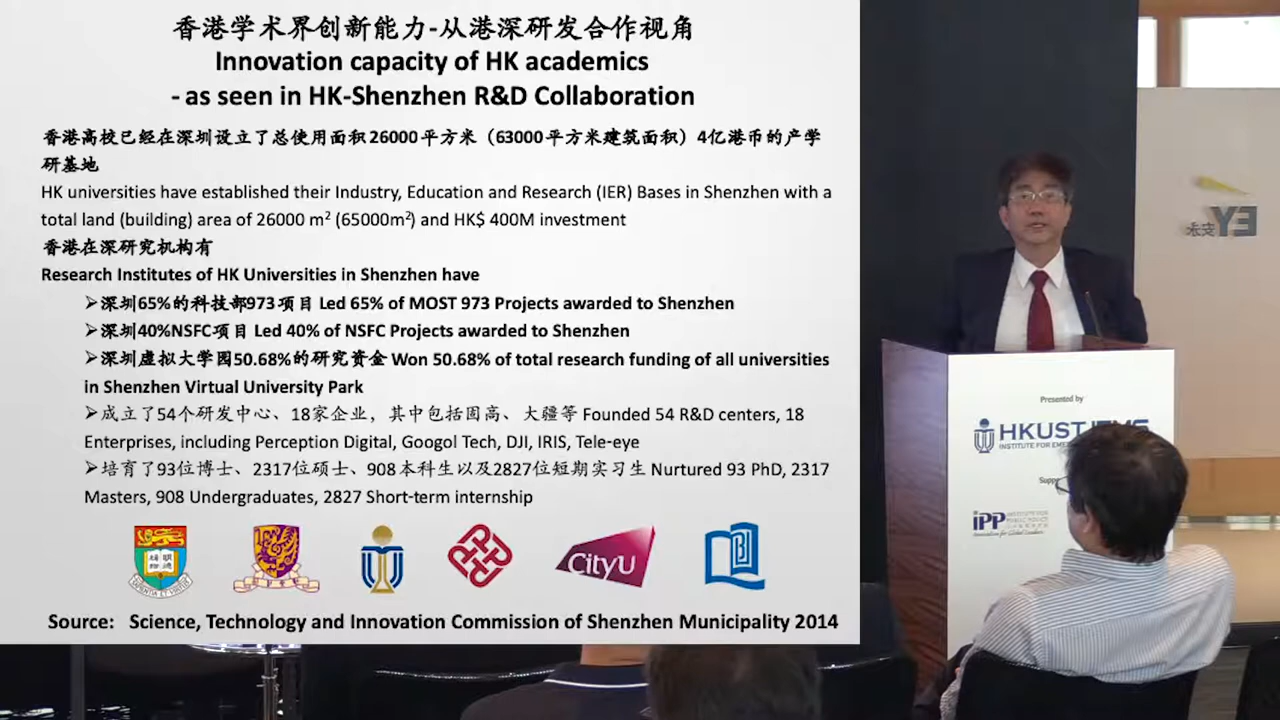 香港学术界创新能力-从港深研发合作视角
Innovation capacity of HK academics
- as seen in HK-Shenzhen R&D Collaboration
香港高校已经在深圳设立了总使用面积26000平方米（63000平方米建筑面积）4亿港币的产学
研基地
HK universities have established their Industry, Education and Research (IER) Bases in Shenzhen with a
total land (building) area of 26000 m² (65000m²) and HK$ 400M investment
香港在深研究机构有
Research Institutes of HK Universities in Shenzhen have
➢深圳65%的科技部973项目 Led 65% of MOST 973 Projects awarded to Shenzhen
➢深圳40%NSFC项目 Led 40% of NSFC Projects awarded to Shenzhen
➢深圳虚拟大学园50.68%的研究资金 Won 50.68% of total research funding of all universities
in Shenzhen Virtual University Park
➢成立了54个研发中心、18家企业，其中包括固高、大疆等 Founded 54 R&D centers, 18
Enterprises, including Perception Digital, Googol Tech, DJI, IRIS, Tele-eye
➢培育了93位博士、2317位硕士、908本科生以及2827位短期实习生 Nurtured 93 PhD, 2317
Masters, 908 Undergraduates, 2827 Short-term internship
CityU
Source: Science, Technology and Innovation Commission of Shenzhen Municipality 2014
EY
Presented by
HKUST IEMS
INSTITUTE FOR
iPP
INSTITUTE FOR
PUBLIC POLICY
Innovation for Global Leaders